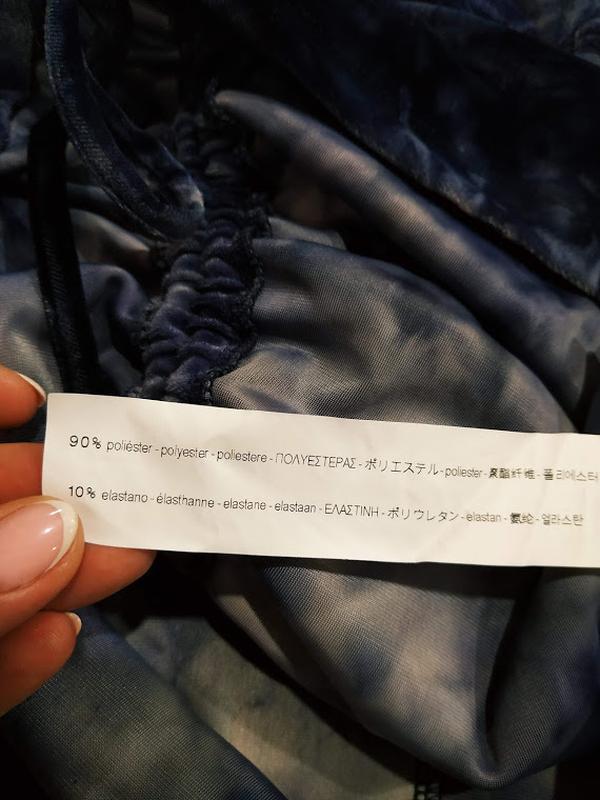 90% poliéster - polyester - poliestere - ΠΟΛΥΕΣΤΕΡΑΣ - ポリエステル - poliester - 聚酯纤维 - 폴리에스터
10% elastano - élasthanne - elastane - elastaan - ΕΛΑΣΤΙΝΗ - ポリウレタン - elastan - 氨纶 - 엘라스탄